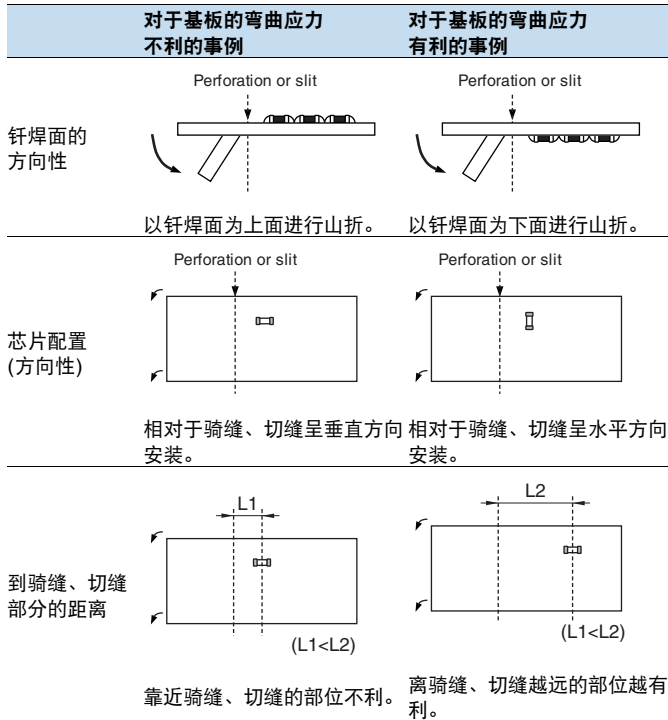 对于基板的弯曲应力
不利的事例
对于基板的弯曲应力
有利的事例
钎焊面的
方向性
Perforation or slit
Perforation or slit
以钎焊面为上面进行山折。
以钎焊面为下面进行山折。
芯片配置
(方向性)
Perforation or slit
Perforation or slit
相对于骑缝、切缝呈垂直方向
安装。
相对于骑缝、切缝呈水平方向
安装。
到骑缝、切缝
部分的距离
L1
(L1<L2)
L2
(L1<L2)
靠近骑缝、切缝的部位不利。
离骑缝、切缝越远的部位越有
利。